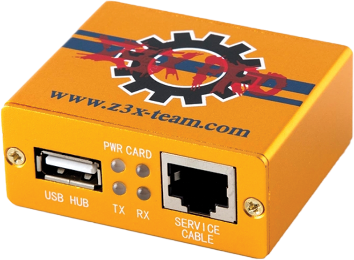 www.z3x-team.com
PWR CARD
USB HUB
TX RX
SERVICE
CABLE